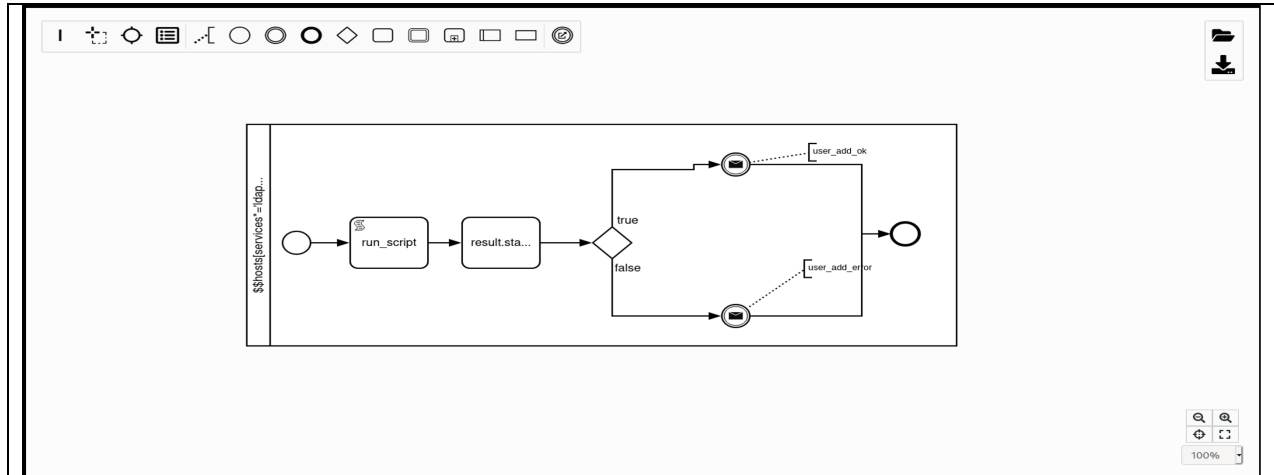 $$hosts[services*='ldap...
run_script
result.sta...
true
false
user_add_ok
user_add_error
100%